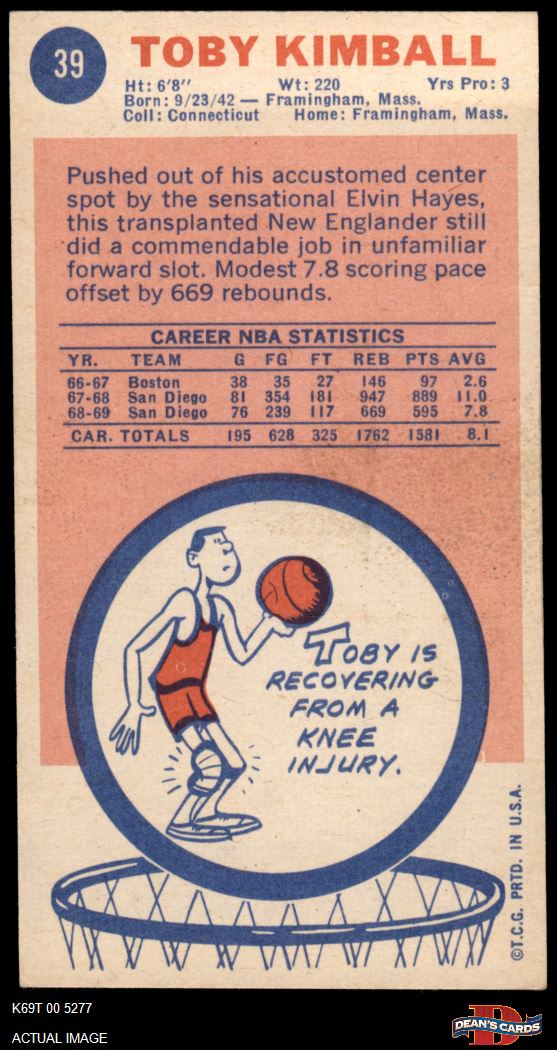 39
TOBY KIMBALL
Ht: 6'8" Wt: 220 Yrs Pro: 3
Born: 9/23/42 — Framingham, Mass.
Coll: Connecticut Home: Framingham, Mass.
Pushed out of his accustomed center
spot by the sensational Elvin Hayes,
this transplanted New Englander still
did a commendable job in unfamiliar
forward slot. Modest 7.8 scoring pace
offset by 669 rebounds.
CAREER NBA STATISTICS
YR. TEAM G FG FT REB PTS AVG
66-67 Boston 38 35 27 146 97 2.6
67-68 San Diego 81 354 181 947 889 11.0
68-69 San Diego 76 239 117 669 595 7.8
CAR. TOTALS 195 628 325 1762 1581 8.1
TOBY IS
RECOVERING
FROM A
KNEE
INJURY.
©T.C.G. PRTD. IN U.S.A.
K69T 00 5277
ACTUAL IMAGE
D
DEAN'S CARDS